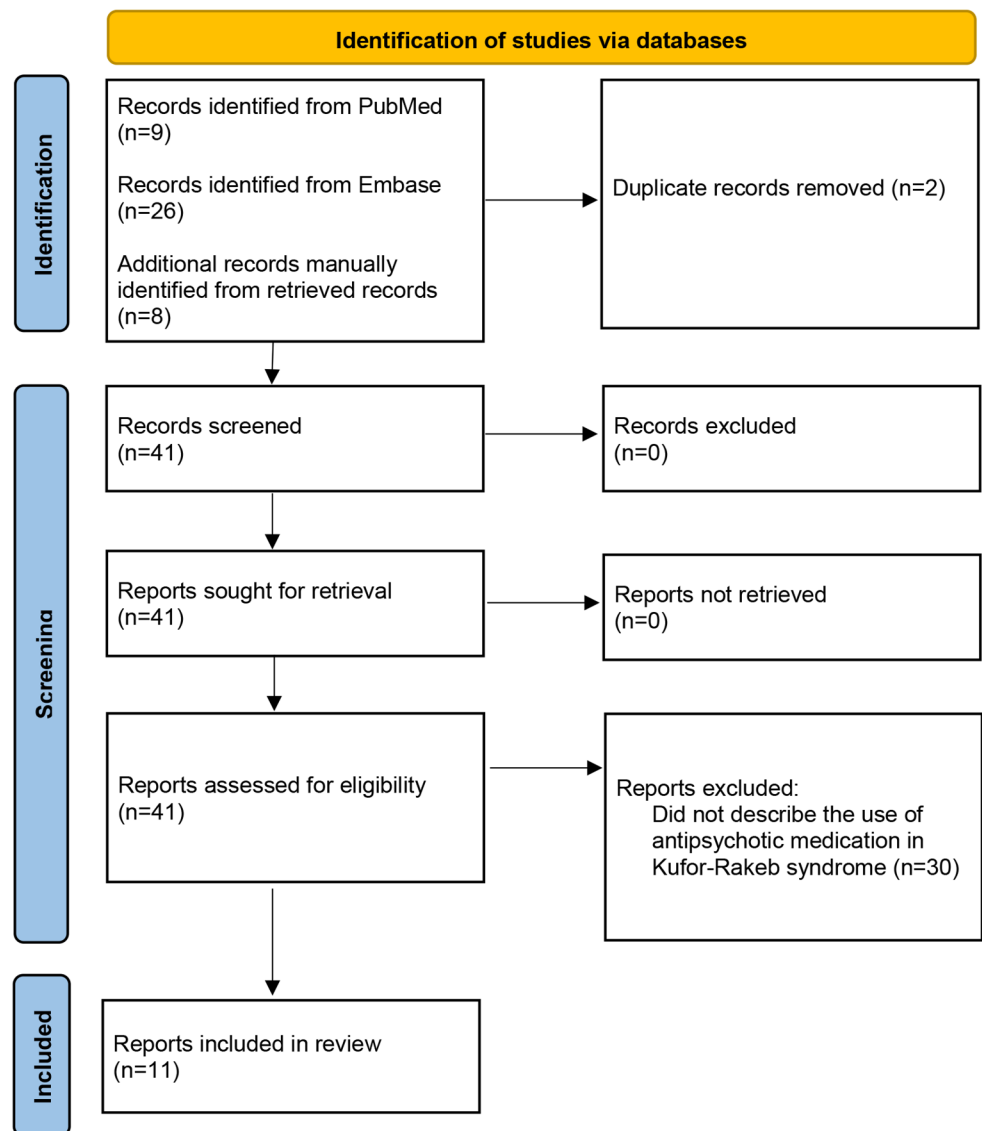 Identification of studies via databases
Identification
Records identified from PubMed
(n=9)
Records identified from Embase
(n=26)
Additional records manually
identified from retrieved records
(n=8)
Duplicate records removed (n=2)
Screening
Records screened
(n=41)
Records excluded
(n=0)
Reports sought for retrieval
(n=41)
Reports not retrieved
(n=0)
Reports assessed for eligibility
(n=41)
Reports excluded:
Did not describe the use of
antipsychotic medication in
Kufor-Rakeb syndrome (n=30)
Included
Reports included in review
(n=11)